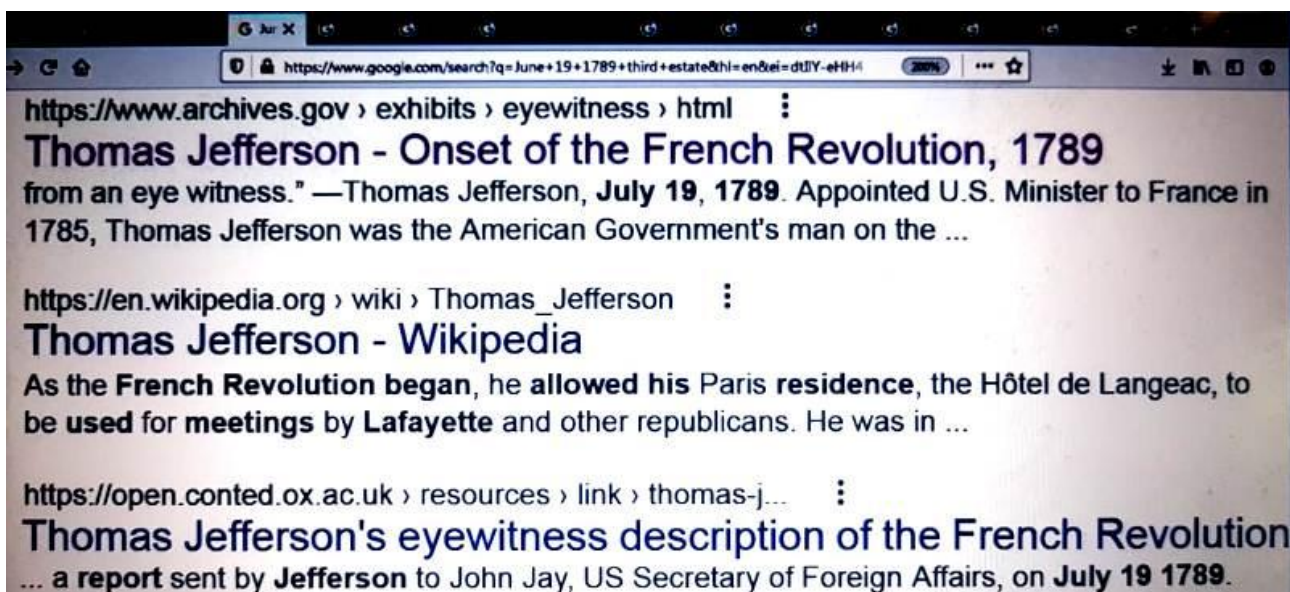 G Jur X
https://www.google.com/search?q=June+19+1789+third+estate&hl=en&ei=dtJIY-eHH4 200% ...
https://www.archives.gov › exhibits › eyewitness › html
Thomas Jefferson - Onset of the French Revolution, 1789
from an eye witness." —Thomas Jefferson, July 19, 1789. Appointed U.S. Minister to France in
1785, Thomas Jefferson was the American Government's man on the ...
https://en.wikipedia.org › wiki › Thomas_Jefferson
Thomas Jefferson - Wikipedia
As the French Revolution began, he allowed his Paris residence, the Hôtel de Langeac, to
be used for meetings by Lafayette and other republicans. He was in ...
https://open.conted.ox.ac.uk › resources › link › thomas-j...
Thomas Jefferson's eyewitness description of the French Revolution
... a report sent by Jefferson to John Jay, US Secretary of Foreign Affairs, on July 19 1789.